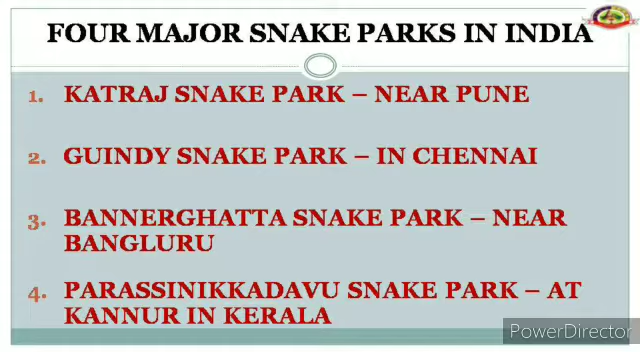 FOUR MAJOR SNAKE PARKS IN INDIA
1. KATRAJ SNAKE PARK – NEAR PUNE
2. GUINDY SNAKE PARK – IN CHENNAI
3. BANNERGHATTA SNAKE PARK – NEAR
BANGLURU
4. PARASSINIKKADAVU SNAKE PARK – AT
KANNUR IN KERALA
PowerDirector